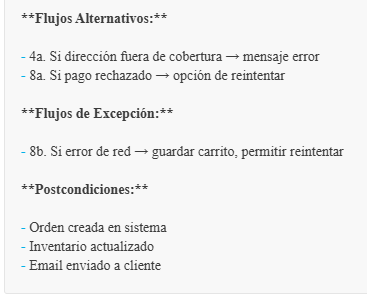 **Flujos Alternativos:**
- 4a. Si dirección fuera de cobertura → mensaje error
- 8a. Si pago rechazado → opción de reintentar
**Flujos de Excepción:**
- 8b. Si error de red → guardar carrito, permitir reintentar
**Postcondiciones:**
- Orden creada en sistema
- Inventario actualizado
- Email enviado a cliente